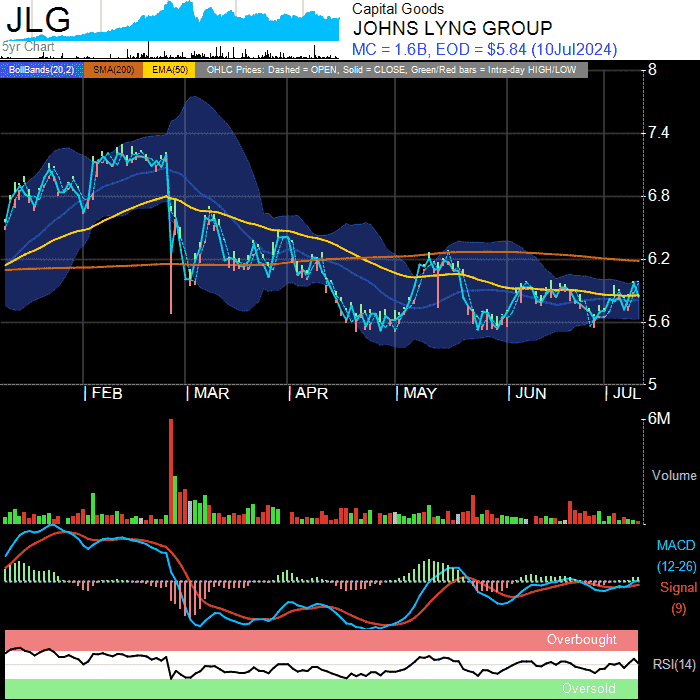 JLG
5yr Chart
Capital Goods
JOHNS LYNG GROUP
MC = 1.6B, EOD = $5.84 (10Jul2024)
BollBands(20,2) SMA(200) EMA(50) OHLC Prices: Dashed = OPEN, Solid = CLOSE, Green/Red bars = Intra-day HIGH/LOW
8
7.4
6.8
6.2
5.6
5
| FEB | MAR | APR | MAY | JUN | JUL
6M
Volume
MACD
(12-26)
Signal
(9)
Overbought
RSI(14)
Oversold